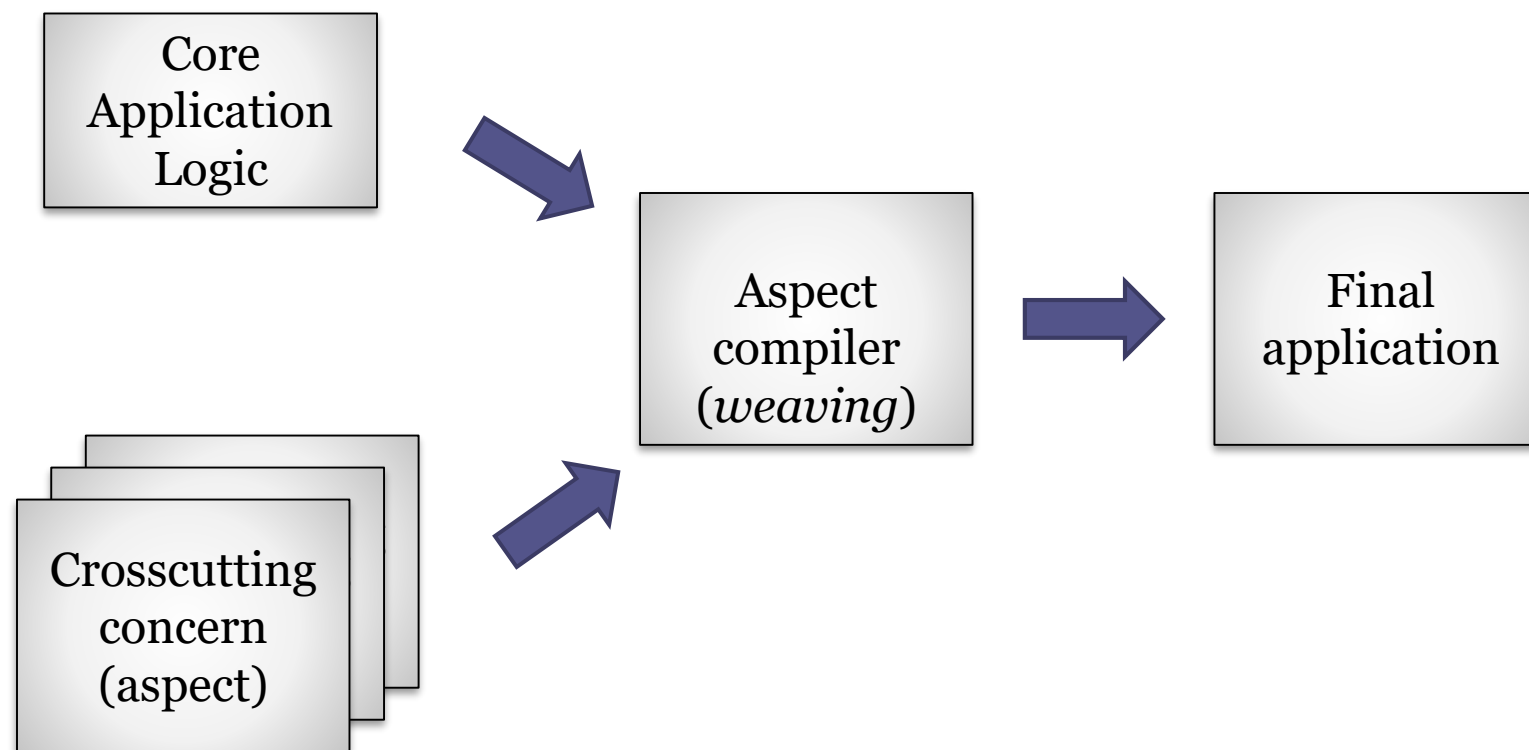 Core
Application
Logic
Aspect
compiler
(weaving)
Final
application
Crosscutting
concern
(aspect)